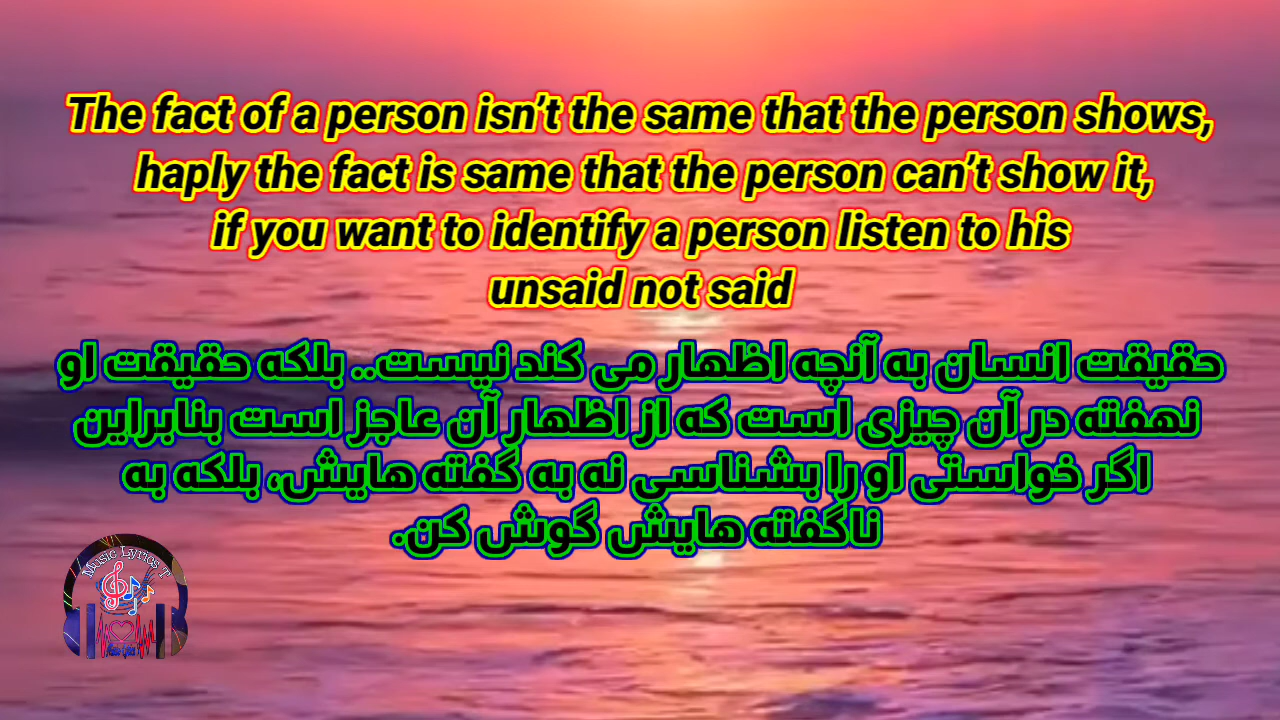 The fact of a person isn’t the same that the person shows,
haply the fact is same that the person can’t show it,
if you want to identify a person listen to his
unsaid not said
حقیقت انسان به آنچه اظهار می کند نیست.. بلکه حقیقت او
نهفته در آن چیزی است که از اظهار آن عاجز است بنابراین
اگر خواستی او را بشناسی نه به گفته هایش، بلکه به
ناگفته هایش گوش کن.
Music Lyrics T